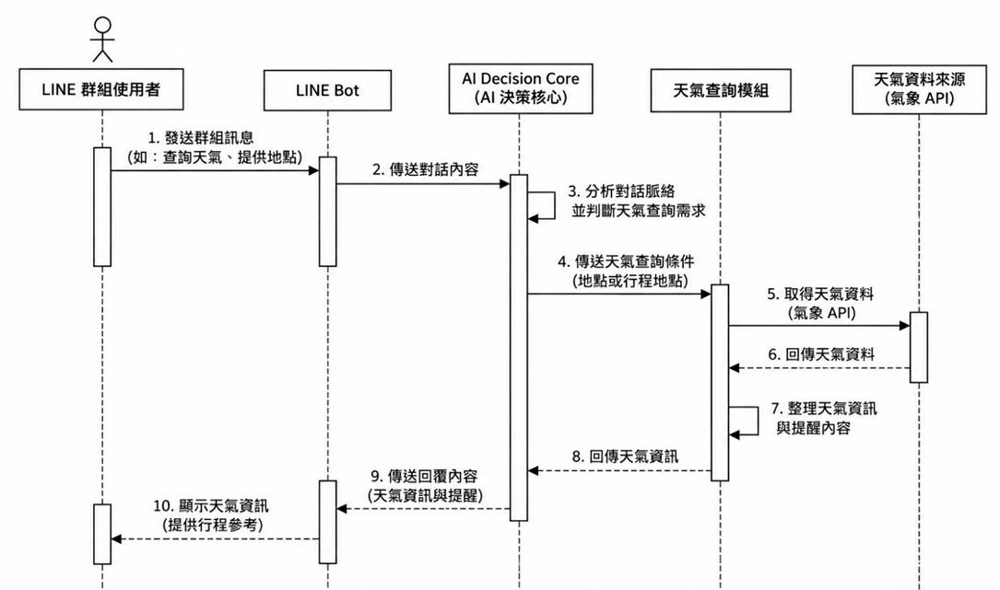 LINE 群組使用者
LINE Bot
AI Decision Core
(AI 決策核心)
天氣查詢模組
天氣資料來源
(氣象 API)
1. 發送群組訊息
(如：查詢天氣、提供地點)
2. 傳送對話內容
3. 分析對話脈絡
並判斷天氣查詢需求
4. 傳送天氣查詢條件
(地點或行程地點)
5. 取得天氣資料
(氣象 API)
6. 回傳天氣資料
7. 整理天氣資訊
與提醒內容
8. 回傳天氣資訊
9. 傳送回覆內容
(天氣資訊與提醒)
10. 顯示天氣資訊
(提供行程參考)